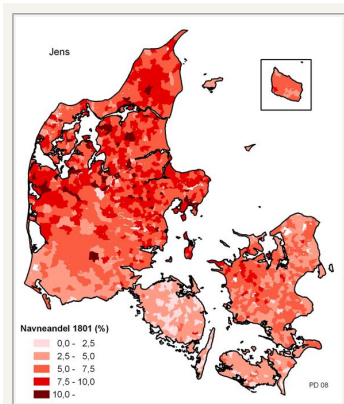 Jens
Navneandel 1801 (%)
0,0 - 2,5
2,5 - 5,0
5,0 - 7,5
7,5 - 10,0
10,0 -
PD 08